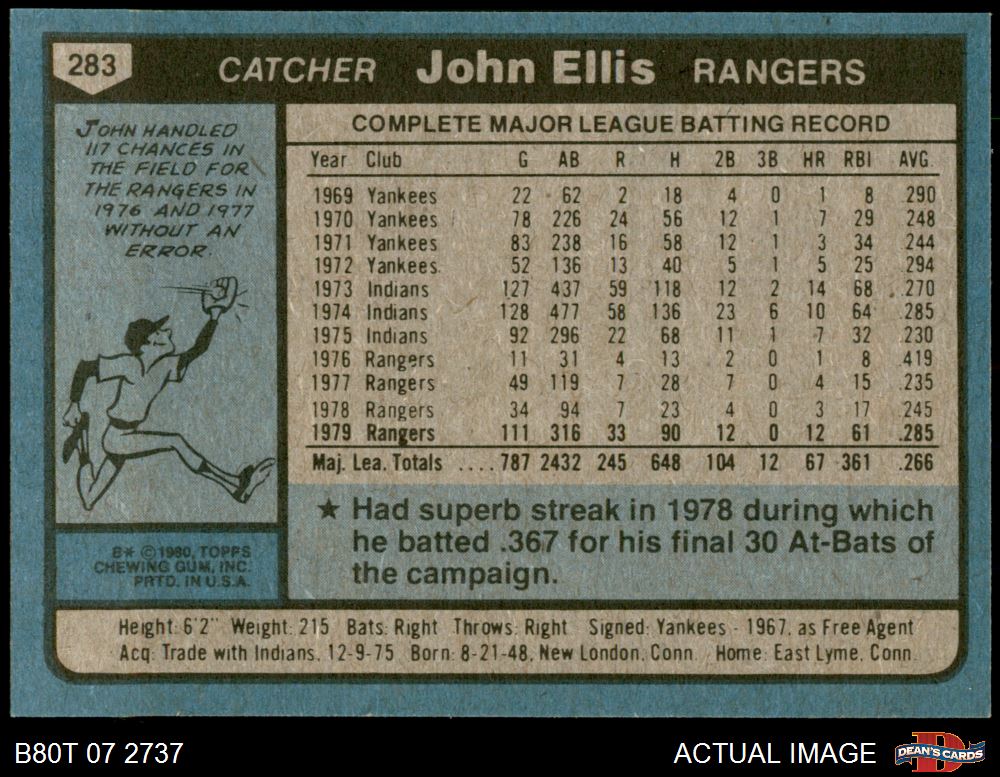 283 CATCHER John Ellis RANGERS
JOHN HANDLED
117 CHANCES IN
THE FIELD FOR
THE RANGERS IN
1976 AND 1977
WITHOUT AN
ERROR.
B* © 1980, TOPPS
CHEWING GUM, INC.
PRTD. IN U.S.A.
COMPLETE MAJOR LEAGUE BATTING RECORD
Year Club G AB R H 2B 3B HR RBI AVG.
1969 Yankees 22 62 2 18 4 0 1 8 .290
1970 Yankees 78 226 24 56 12 1 7 29 .248
1971 Yankees 83 238 16 58 12 1 3 34 .244
1972 Yankees 52 136 13 40 5 1 5 25 .294
1973 Indians 127 437 59 118 12 2 14 68 .270
1974 Indians 128 477 58 136 23 6 10 64 .285
1975 Indians 92 296 22 68 11 1 7 32 .230
1976 Rangers 11 31 4 13 2 0 1 8 .419
1977 Rangers 49 119 7 28 7 0 4 15 .235
1978 Rangers 34 94 7 23 4 0 3 17 .245
1979 Rangers 111 316 33 90 12 0 12 61 .285
Maj. Lea. Totals .... 787 2432 245 648 104 12 67 361 .266
★ Had superb streak in 1978 during which
he batted .367 for his final 30 At-Bats of
the campaign.
Height: 6'2" Weight: 215 Bats: Right Throws: Right Signed: Yankees - 1967, as Free Agent
Acq: Trade with Indians, 12-9-75 Born: 8-21-48, New London, Conn. Home: East Lyme, Conn.
B80T 07 2737 ACTUAL IMAGE DEAN'S CARDS